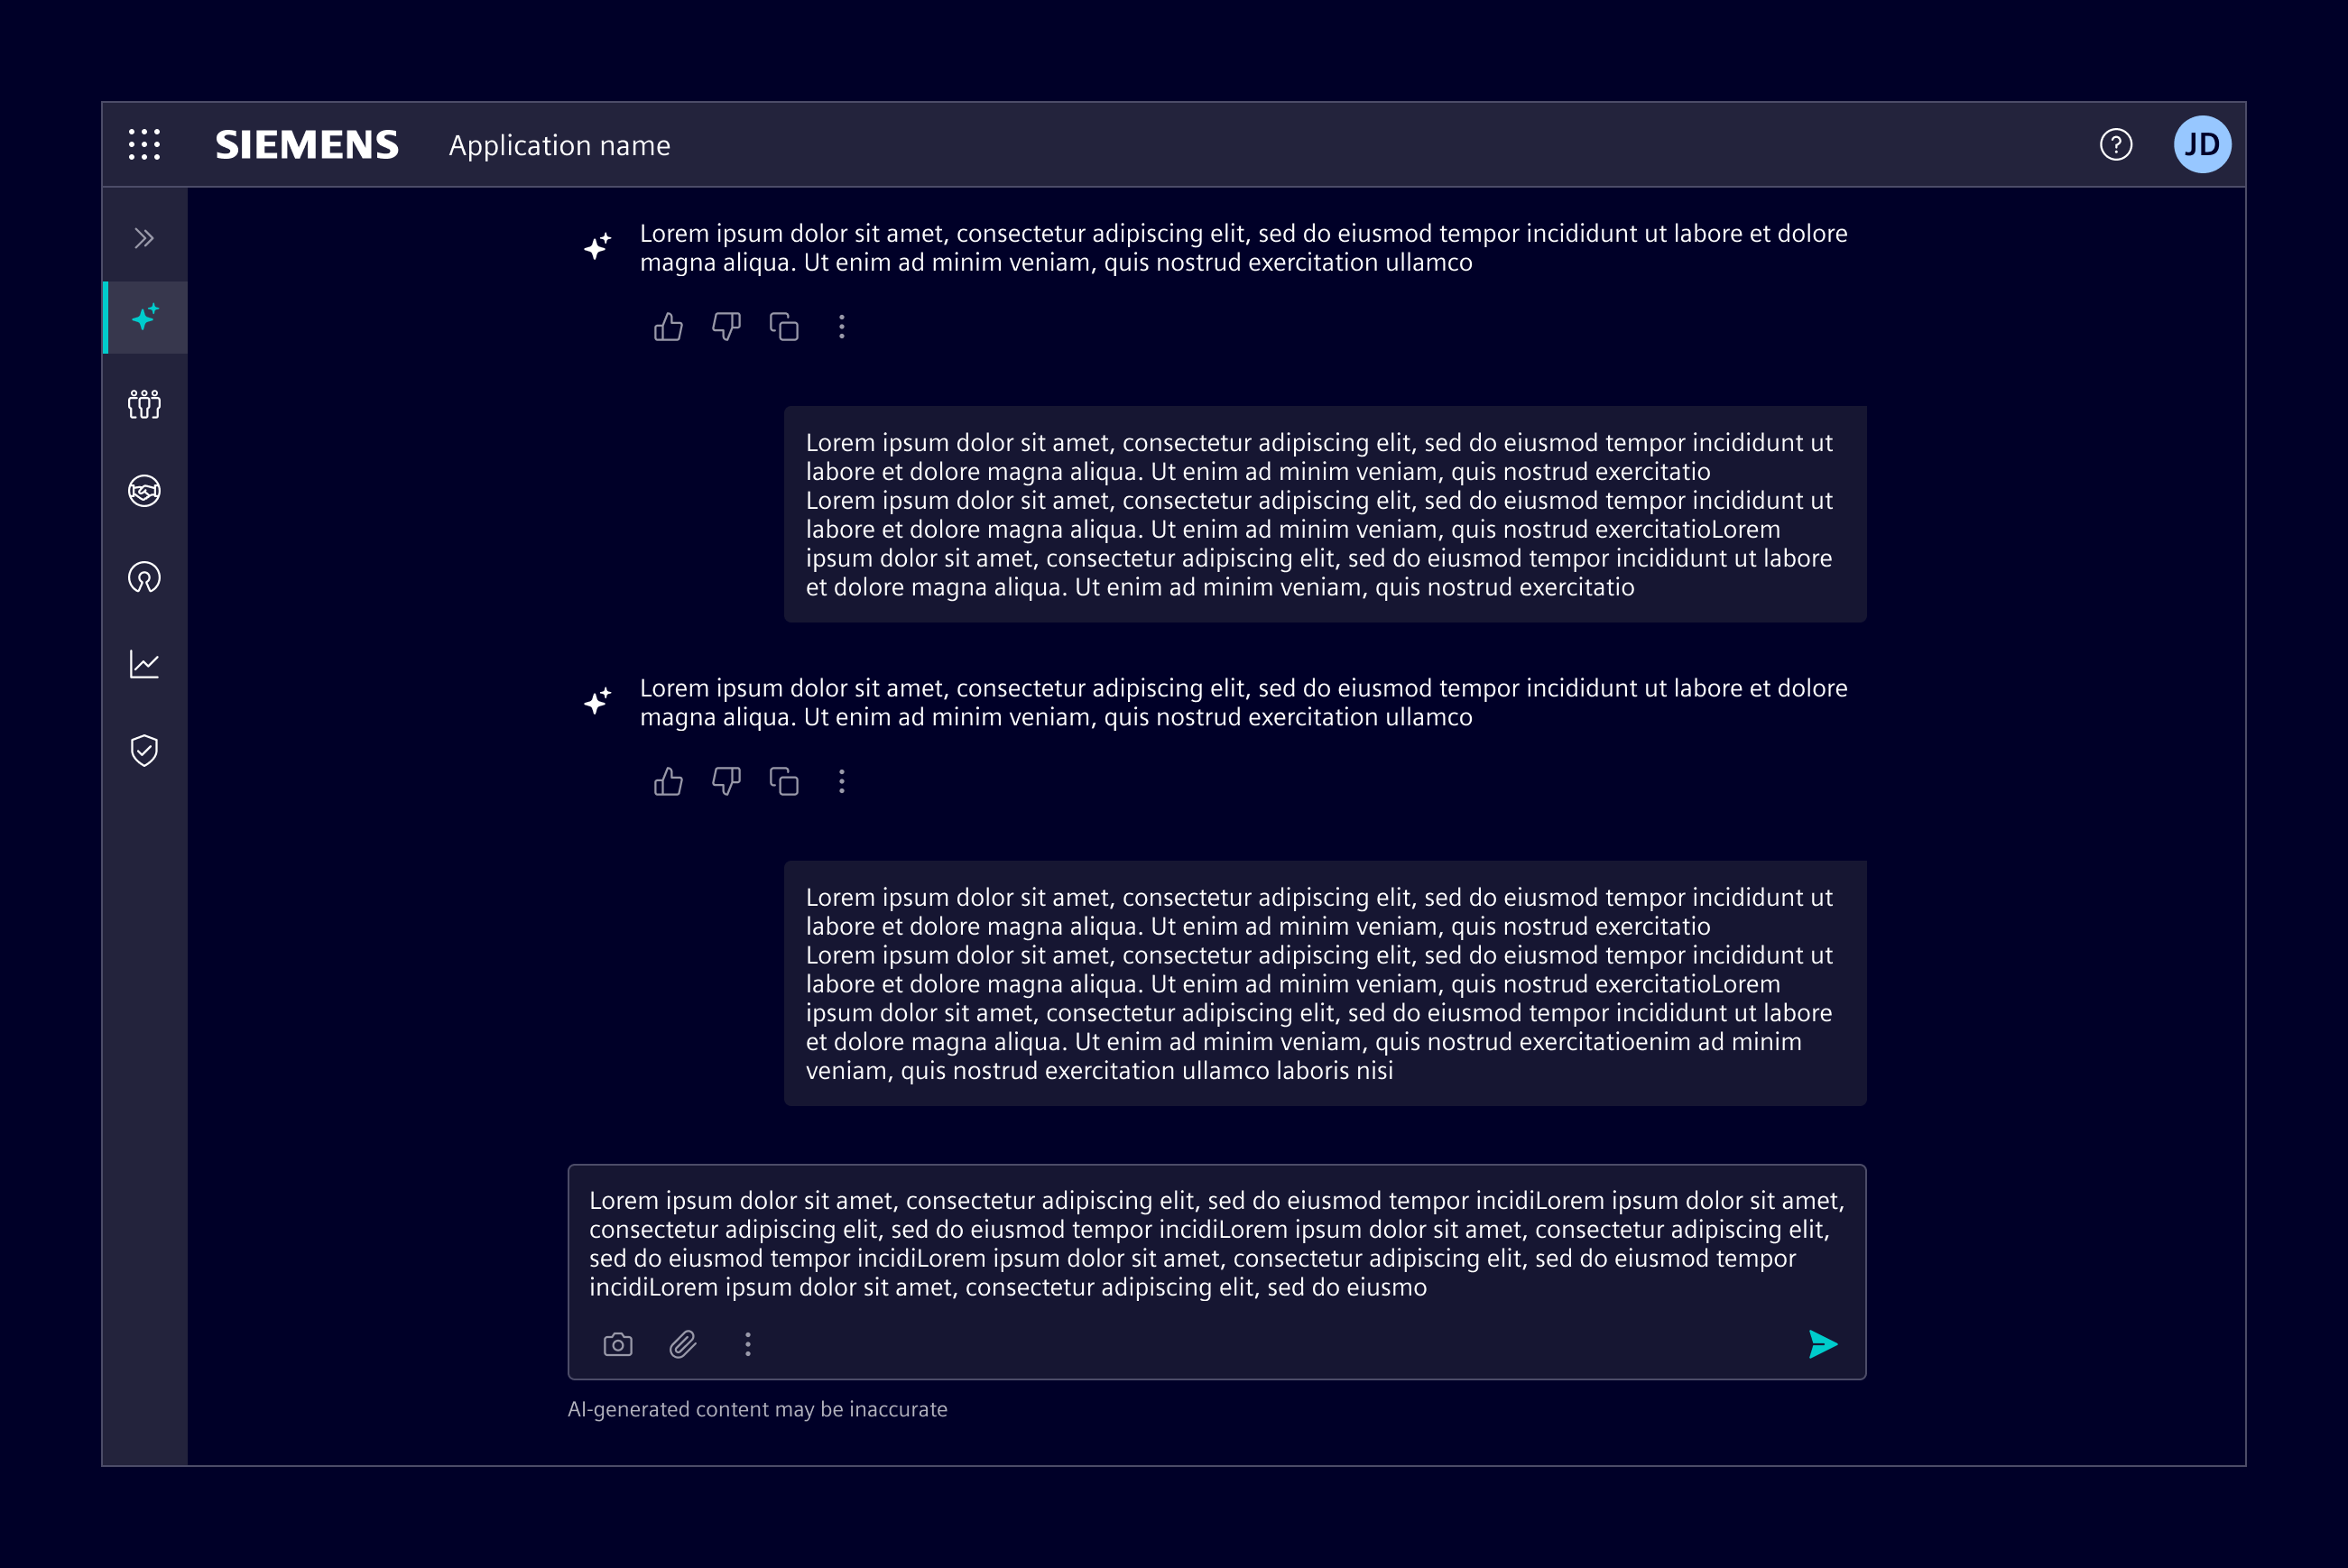 SIEMENS
Application name
JD
Lorem ipsum dolor sit amet, consectetur adipiscing elit, sed do eiusmod tempor incididunt ut labore et dolore
magna aliqua. Ut enim ad minim veniam, quis nostrud exercitation ullamco
Lorem ipsum dolor sit amet, consectetur adipiscing elit, sed do eiusmod tempor incididunt ut
labore et dolore magna aliqua. Ut enim ad minim veniam, quis nostrud exercitatio
Lorem ipsum dolor sit amet, consectetur adipiscing elit, sed do eiusmod tempor incididunt ut
labore et dolore magna aliqua. Ut enim ad minim veniam, quis nostrud exercitatioLorem
ipsum dolor sit amet, consectetur adipiscing elit, sed do eiusmod tempor incididunt ut labore
et dolore magna aliqua. Ut enim ad minim veniam, quis nostrud exercitatio
Lorem ipsum dolor sit amet, consectetur adipiscing elit, sed do eiusmod tempor incididunt ut labore et dolore
magna aliqua. Ut enim ad minim veniam, quis nostrud exercitation ullamco
Lorem ipsum dolor sit amet, consectetur adipiscing elit, sed do eiusmod tempor incididunt ut
labore et dolore magna aliqua. Ut enim ad minim veniam, quis nostrud exercitatio
Lorem ipsum dolor sit amet, consectetur adipiscing elit, sed do eiusmod tempor incididunt ut
labore et dolore magna aliqua. Ut enim ad minim veniam, quis nostrud exercitatioLorem
ipsum dolor sit amet, consectetur adipiscing elit, sed do eiusmod tempor incididunt ut labore
et dolore magna aliqua. Ut enim ad minim veniam, quis nostrud exercitatioenim ad minim
veniam, quis nostrud exercitation ullamco laboris nisi
Lorem ipsum dolor sit amet, consectetur adipiscing elit, sed do eiusmod tempor incidiLorem ipsum dolor sit amet,
consectetur adipiscing elit, sed do eiusmod tempor incidiLorem ipsum dolor sit amet, consectetur adipiscing elit,
sed do eiusmod tempor incidiLorem ipsum dolor sit amet, consectetur adipiscing elit, sed do eiusmod tempor
incidiLorem ipsum dolor sit amet, consectetur adipiscing elit, sed do eiusmo
AI-generated content may be inaccurate